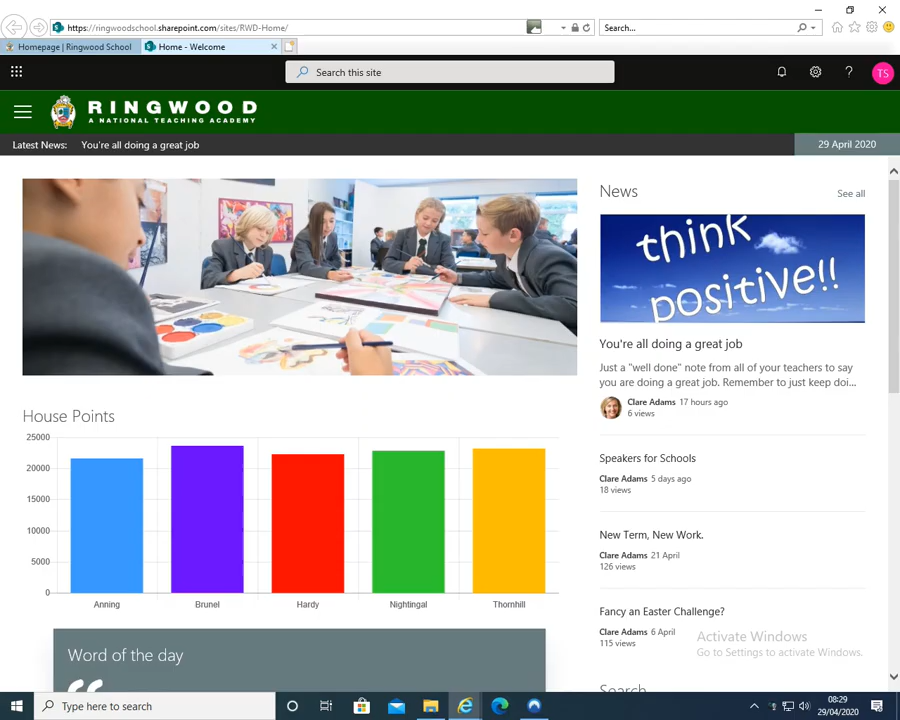 https://ringwoodschool.sharepoint.com/sites/RWD-Home/
Search...
Homepage | Ringwood School
Home - Welcome
Search this site
?
TS
RINGWOOD
A NATIONAL TEACHING ACADEMY
Latest News: You're all doing a great job
29 April 2020
News
See all
think
positive!!
You're all doing a great job
Just a "well done" note from all of your teachers to say
you are doing a great job. Remember to just keep doi...
Clare Adams 17 hours ago
6 views
House Points
25000
20000
15000
10000
5000
0
Anning
Brunel
Hardy
Nightingal
Thornhill
Speakers for Schools
Clare Adams 5 days ago
18 views
New Term, New Work.
Clare Adams 21 April
126 views
Fancy an Easter Challenge?
Clare Adams 6 April
115 views
Activate Windows
Go to Settings to activate Windows.
Word of the day
“
Search
Type here to search
08:29
29/04/2020